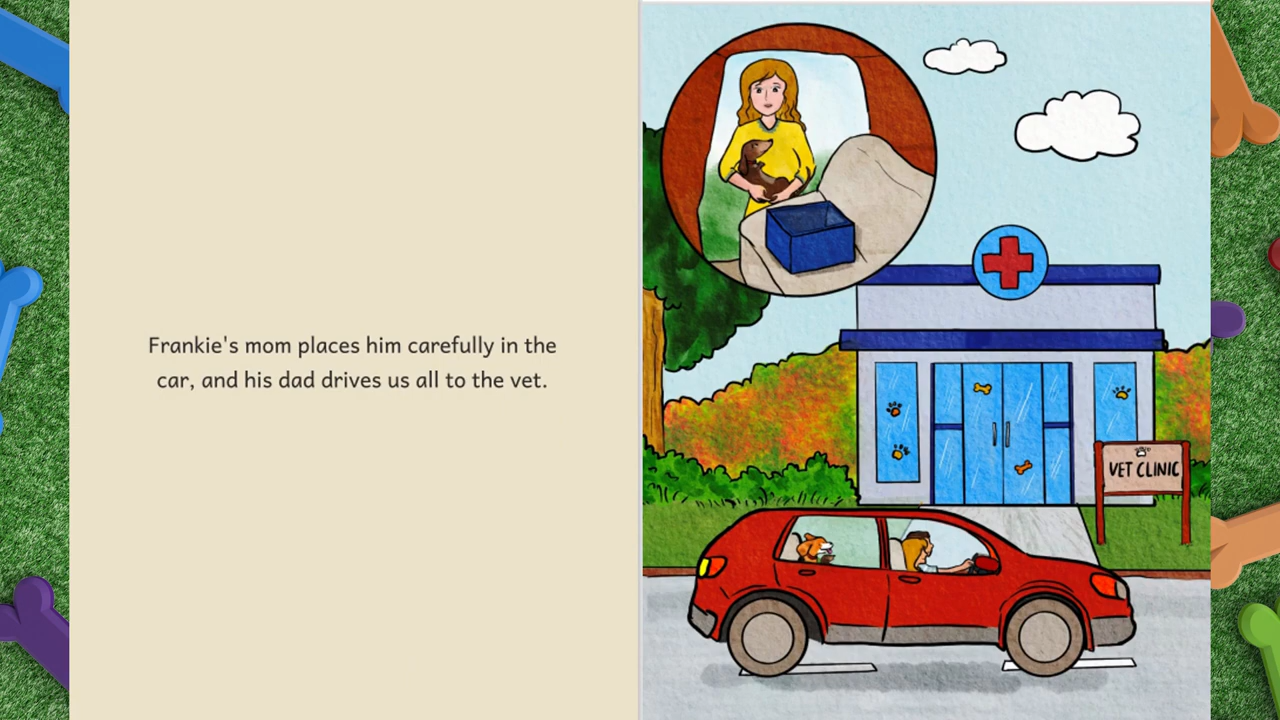 Frankie's mom places him carefully in the
car, and his dad drives us all to the vet.
VET CLINIC